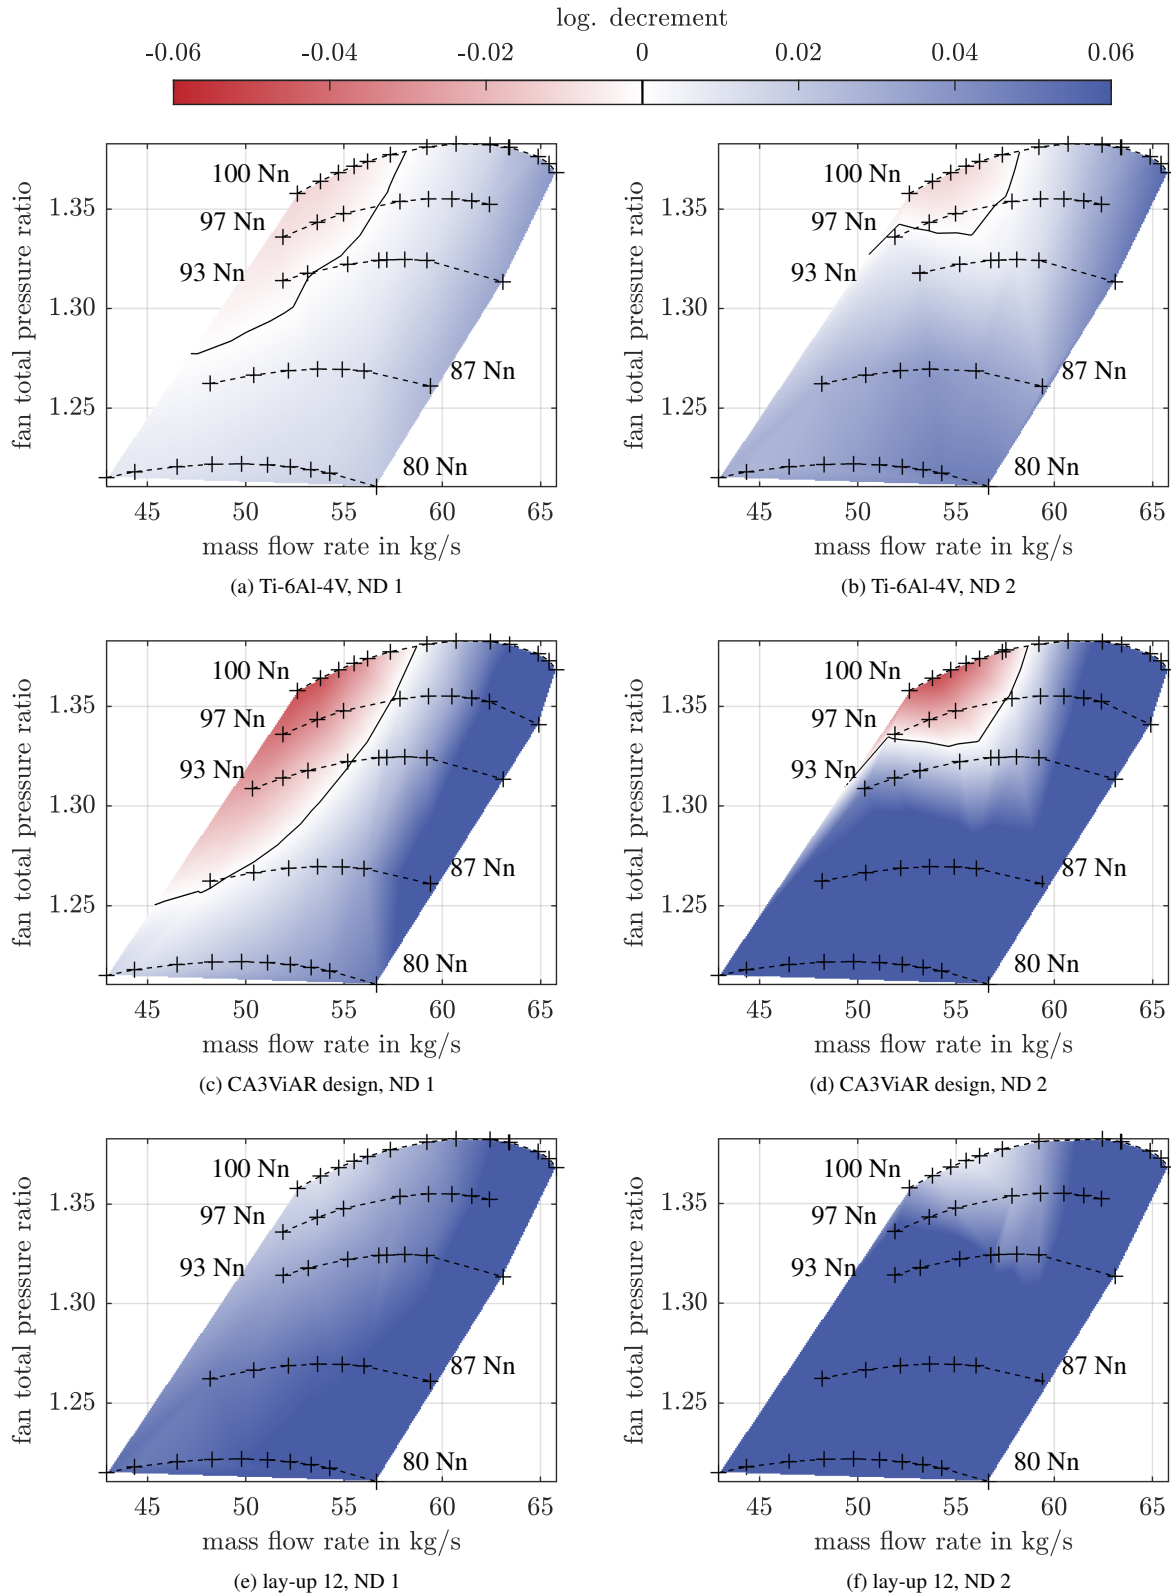 log. decrement
-0.06 -0.04 -0.02 0 0.02 0.04 0.06
fan total pressure ratio
1.35
1.30
1.25
100 Nn
97 Nn
93 Nn
87 Nn
80 Nn
45 50 55 60 65
mass flow rate in kg/s
(a) Ti-6Al-4V, ND 1
fan total pressure ratio
1.35
1.30
1.25
100 Nn
97 Nn
93 Nn
87 Nn
80 Nn
45 50 55 60 65
mass flow rate in kg/s
(b) Ti-6Al-4V, ND 2
fan total pressure ratio
1.35
1.30
1.25
100 Nn
97 Nn
93 Nn
87 Nn
80 Nn
45 50 55 60 65
mass flow rate in kg/s
(c) CA3ViAR design, ND 1
fan total pressure ratio
1.35
1.30
1.25
100 Nn
97 Nn
93 Nn
87 Nn
80 Nn
45 50 55 60 65
mass flow rate in kg/s
(d) CA3ViAR design, ND 2
fan total pressure ratio
1.35
1.30
1.25
100 Nn
97 Nn
93 Nn
87 Nn
80 Nn
45 50 55 60 65
mass flow rate in kg/s
(e) lay-up 12, ND 1
fan total pressure ratio
1.35
1.30
1.25
100 Nn
97 Nn
93 Nn
87 Nn
80 Nn
45 50 55 60 65
mass flow rate in kg/s
(f) lay-up 12, ND 2